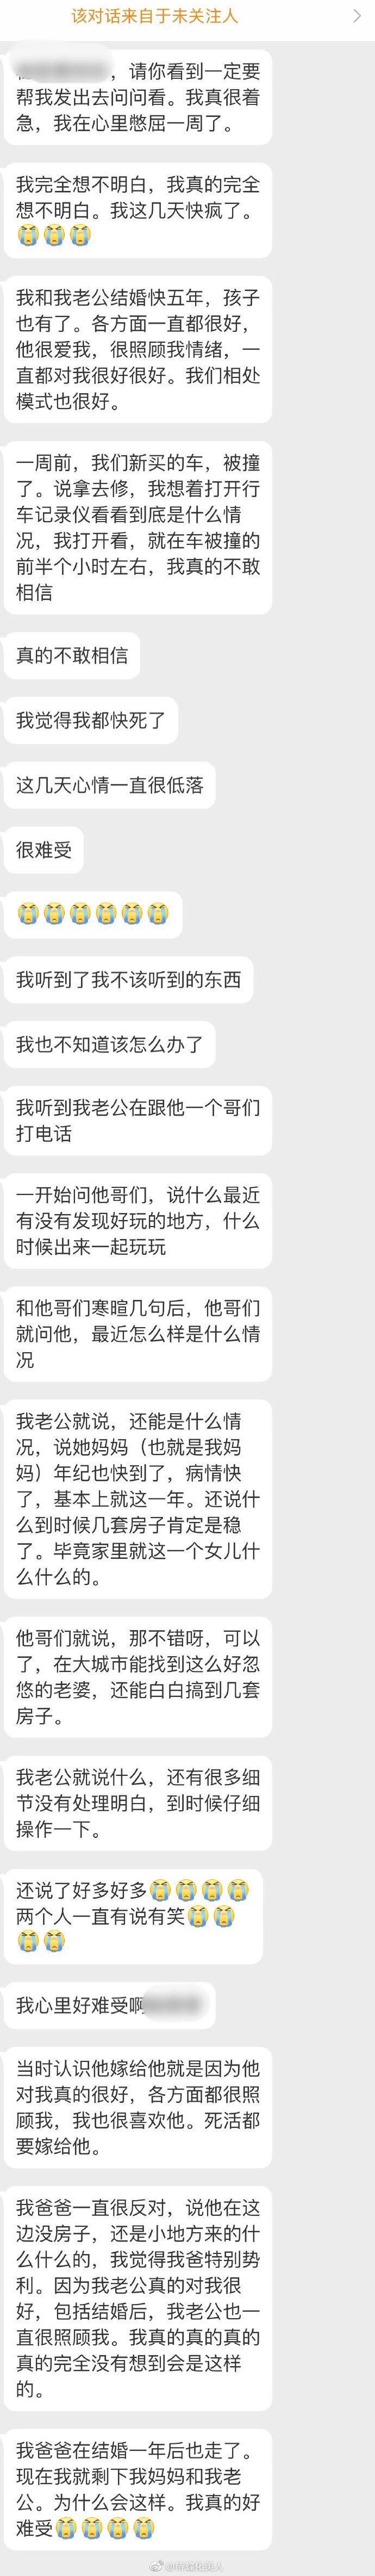 该对话来自于未关注人
，请你看到一定要
帮我发出去问问看。我真很着
急，我在心里憋屈一周了。
我完全想不明白，我真的完全
想不明白。我这几天快疯了。
😭😭😭
我和我老公结婚快五年，孩子
也有了。各方面一直都很好，
他很爱我，很照顾我情绪，一
直都对我很好很好。我们相处
模式也很好。
一周前，我们新买的车，被撞
了。说拿去修，我想着打开行
车记录仪看看到底是什么情
况，我打开看，就在车被撞的
前半个小时左右，我真的不敢
相信
真的不敢相信
我觉得我都快死了
这几天心情一直很低落
很难受
😭😭😭😭😭😭
我听到了我不该听到的东西
我也不知道该怎么办了
我听到我老公在跟他一个哥们
打电话
一开始问他哥们，说什么最近
有没有发现好玩的地方，什么
时候出来一起玩玩
和他哥们寒暄几句后，他哥们
就问他，最近怎么样是什么情
况
我老公就说，还能是什么情
况，说她妈妈（也就是我妈
妈）年纪也快到了，病情快
了，基本上就这一年。还说什
么到时候几套房子肯定是稳
了。毕竟家里就这一个女儿什
么什么的。
他哥们就说，那不错呀，可以
了，在大城市能找到这么好忽
悠的老婆，还能白白搞到几套
房子。
我老公就说什么，还有很多细
节没有处理明白，到时候仔细
操作一下。
还说了好多好多😭😭😭😭
两个人一直有说有笑😭😭
😭😭
我心里好难受啊
当时认识他嫁给他就是因为他
对我真的很好，各方面都很照
顾我，我也很喜欢他。死活都
要嫁给他。
我爸爸一直很反对，说他在这
边没房子，还是小地方来的什
么什么的，我觉得我爸特别势
利。因为我老公真的对我很
好，包括结婚后，我老公也一
直很照顾我。我真的真的真的
真的完全没有想到会是这样
的。
我爸爸在结婚一年后也走了。
现在我就剩下我妈妈和我老
公。为什么会这样。我真的好
难受😭😭😭😭